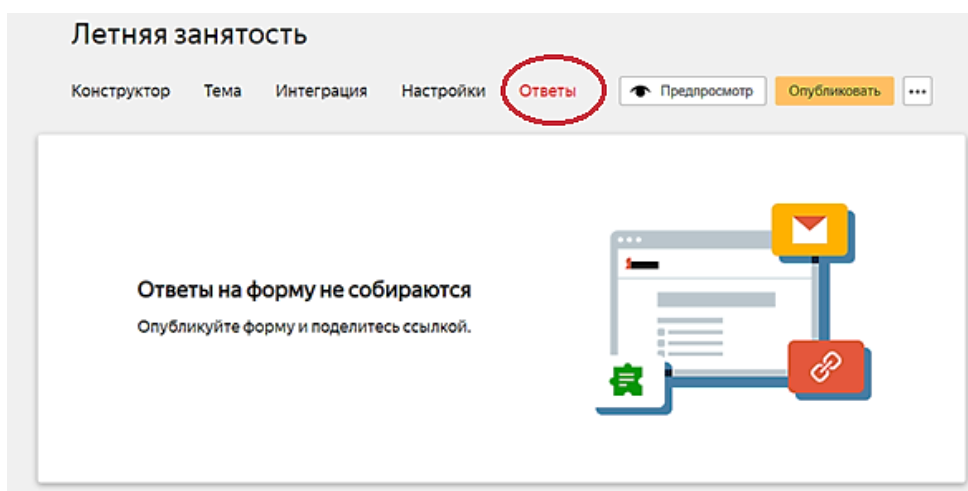 Летняя занятость
Конструктор Тема Интеграция Настройки Ответы Предпросмотр Опубликовать •••
Ответы на форму не собираются
Опубликуйте форму и поделитесь ссылкой.